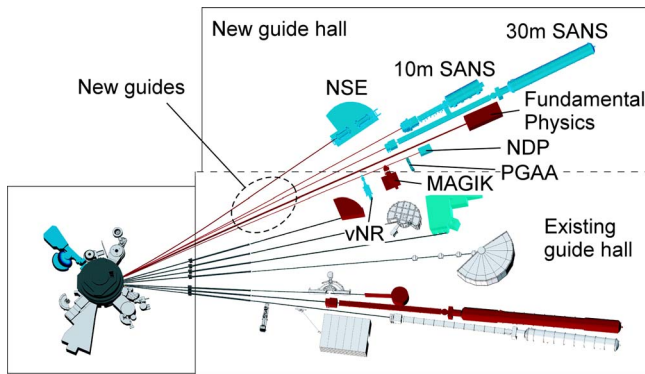 New guide hall
30m SANS
10m SANS
New guides
NSE
Fundamental
Physics
NDP
PGAA
MAGIK
vNR
Existing
guide hall